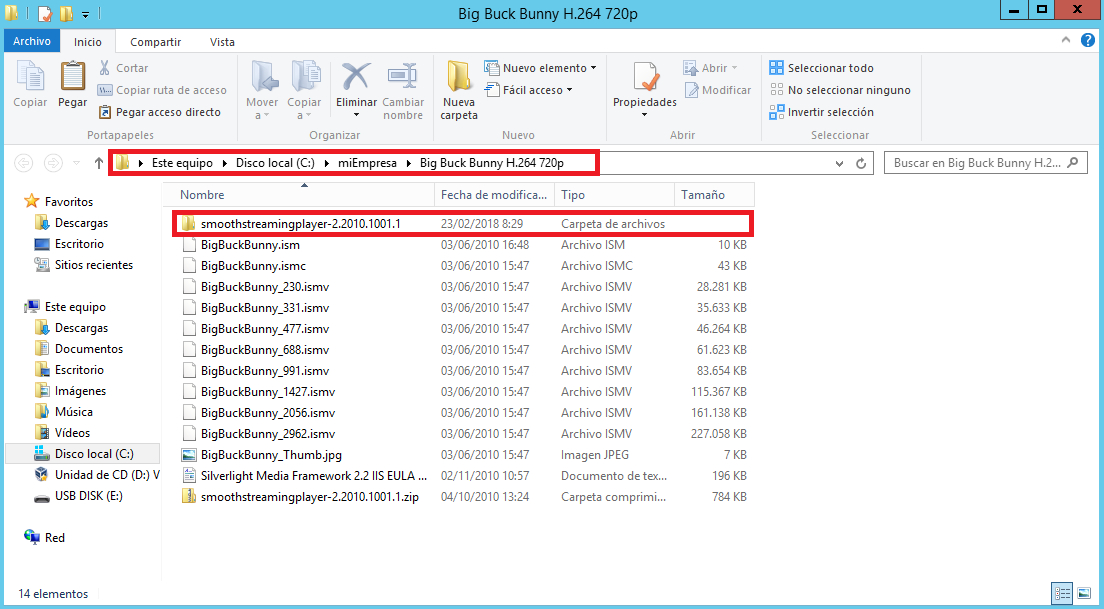 Big Buck Bunny H.264 720p
Archivo Inicio Compartir Vista
Copiar
Pegar
Cortar
Copiar ruta de acceso
Pegar acceso directo
Portapapeles
Mover a
Copiar a
Eliminar
Cambiar nombre
Organizar
Nueva carpeta
Nuevo elemento
Fácil acceso
Nuevo
Propiedades
Abrir
Modificar
Abrir
Seleccionar todo
No seleccionar ninguno
Invertir selección
Seleccionar
Este equipo Disco local (C:) miEmpresa Big Buck Bunny H.264 720p
Buscar en Big Buck Bunny H.2...
Favoritos
Descargas
Escritorio
Sitios recientes
Este equipo
Descargas
Documentos
Escritorio
Imágenes
Música
Vídeos
Disco local (C:)
Unidad de CD (D:) V
USB DISK (E:)
Red
Nombre Fecha de modifica... Tipo Tamaño
smoothstreamingplayer-2.2010.1001.1 23/02/2018 8:29 Carpeta de archivos
BigBuckBunny.ism 03/06/2010 16:48 Archivo ISM 10 KB
BigBuckBunny.ismc 03/06/2010 15:47 Archivo ISMC 43 KB
BigBuckBunny_230.ismv 03/06/2010 15:47 Archivo ISMV 28.281 KB
BigBuckBunny_331.ismv 03/06/2010 15:47 Archivo ISMV 35.633 KB
BigBuckBunny_477.ismv 03/06/2010 15:47 Archivo ISMV 46.264 KB
BigBuckBunny_688.ismv 03/06/2010 15:47 Archivo ISMV 61.623 KB
BigBuckBunny_991.ismv 03/06/2010 15:47 Archivo ISMV 83.654 KB
BigBuckBunny_1427.ismv 03/06/2010 15:47 Archivo ISMV 115.367 KB
BigBuckBunny_2056.ismv 03/06/2010 15:47 Archivo ISMV 161.138 KB
BigBuckBunny_2962.ismv 03/06/2010 15:47 Archivo ISMV 227.058 KB
BigBuckBunny_Thumb.jpg 03/06/2010 15:47 Imagen JPEG 7 KB
Silverlight Media Framework 2.2 IIS EULA ... 02/11/2010 10:57 Documento de tex... 196 KB
smoothstreamingplayer-2.2010.1001.1.zip 04/10/2010 13:24 Carpeta comprimi... 784 KB
14 elementos